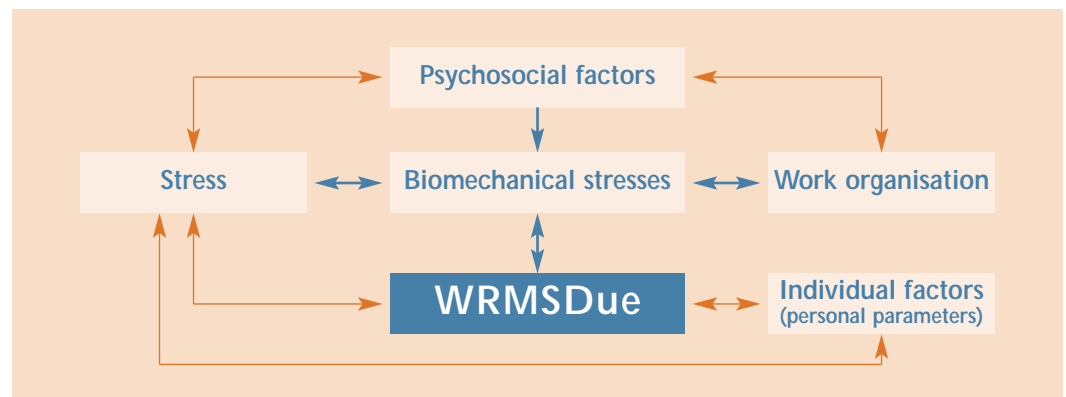 Psychosocial factors
Stress
Biomechanical stresses
Work organisation
WRMSDue
Individual factors
(personal parameters)